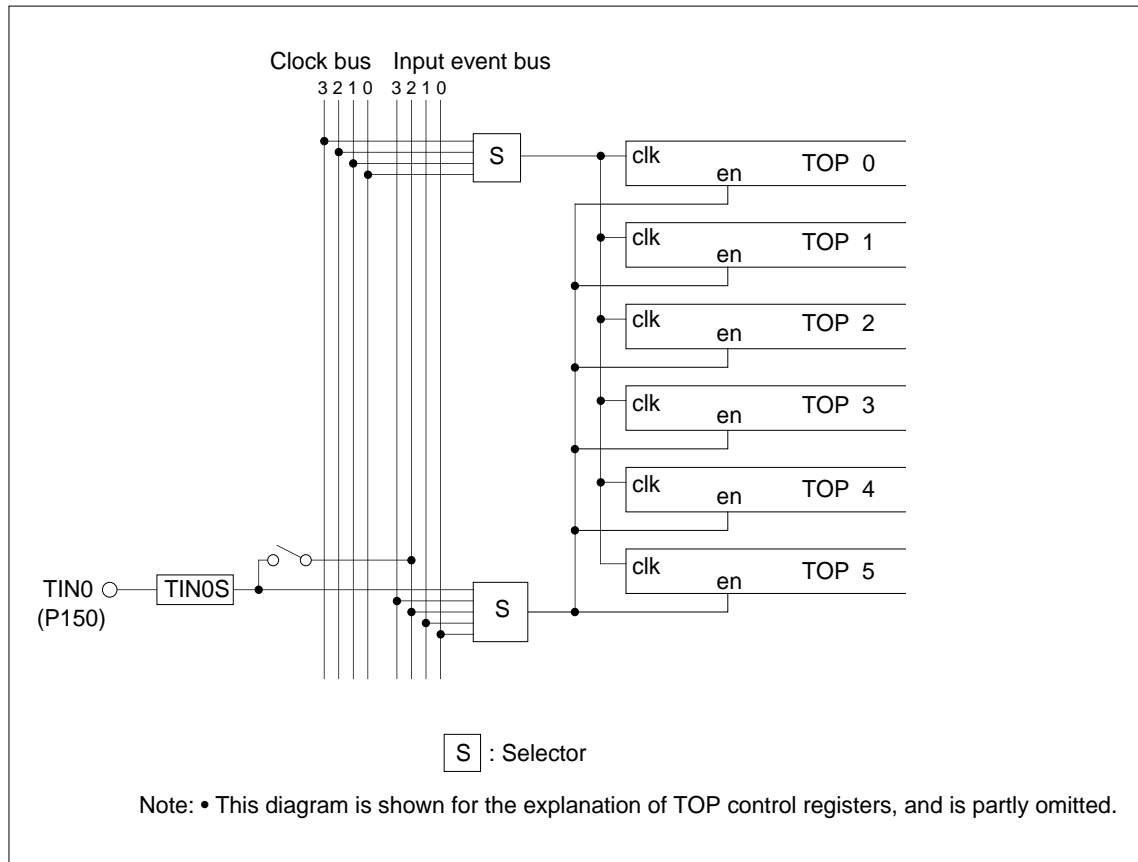 Clock bus
Input event bus
3 2 1 0
3 2 1 0
S
clk
en
TOP 0
clk
en
TOP 1
clk
en
TOP 2
clk
en
TOP 3
clk
en
TOP 4
clk
en
TOP 5
TIN0
(P150)
TIN0S
S
S : Selector
Note: • This diagram is shown for the explanation of TOP control registers, and is partly omitted.